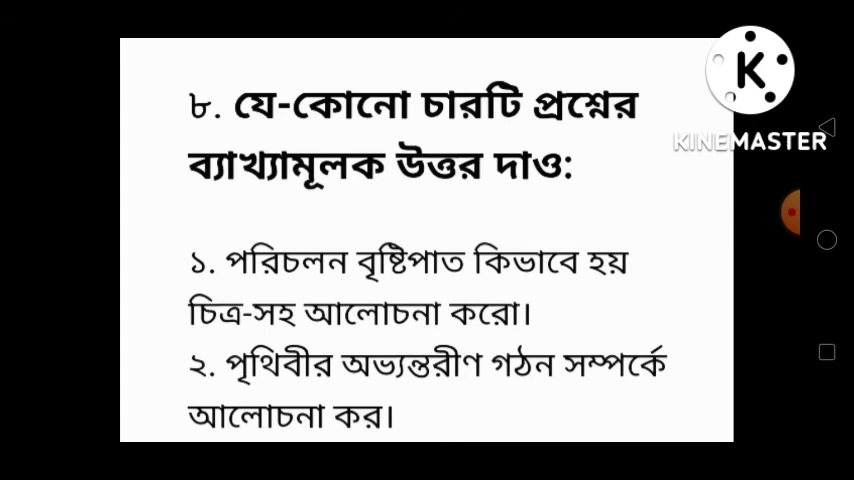 ৮. যে-কোনো চারটি প্রশ্নের
ব্যাখ্যামূলক উত্তর দাও:
১. পরিচলন বৃষ্টিপাত কিভাবে হয়
চিত্র-সহ আলোচনা করো।
২. পৃথিবীর অভ্যন্তরীণ গঠন সম্পর্কে
আলোচনা কর।
K
KINEMASTER